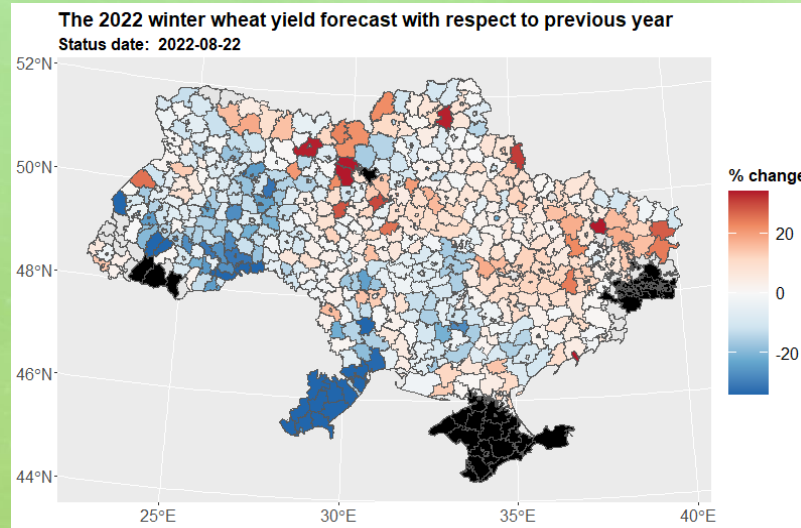 The 2022 winter wheat yield forecast with respect to previous year
Status date: 2022-08-22
52°N
50°N
48°N
46°N
44°N
25°E
30°E
35°E
40°E
% change
20
0
-20